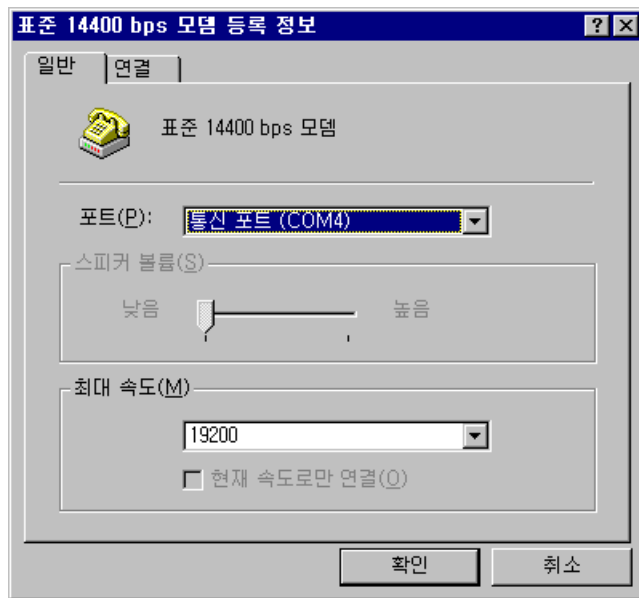 표준 14400 bps 모뎀 등록 정보
일반 연결
표준 14400 bps 모뎀
포트(P): 통신 포트 (COM4)
스피커 볼륨(S)
낮음 높음
최대 속도(M)
19200
현재 속도로만 연결(O)
확인 취소